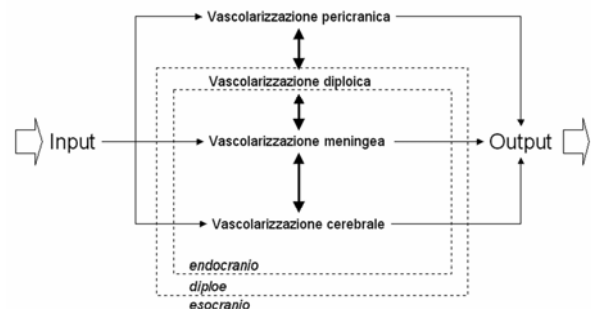 Vascolarizzazione pericranica
Vascolarizzazione diploica
Input
Vascolarizzazione meningea
Output
Vascolarizzazione cerebrale
endocranio
diploe
esocranio